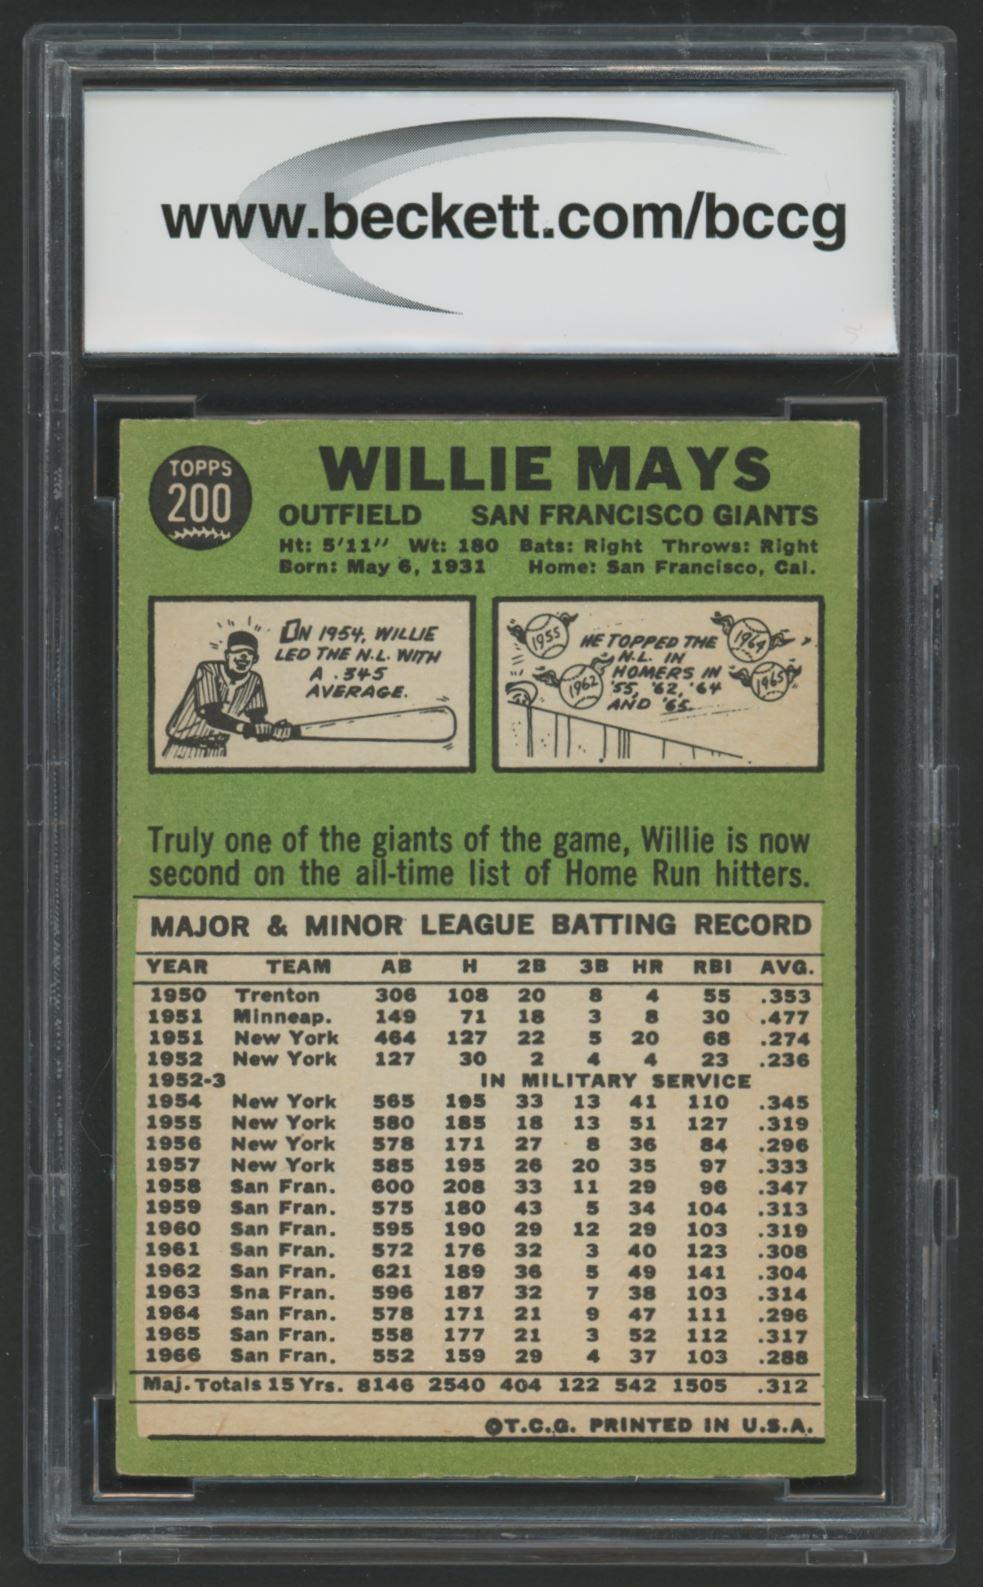 www.beckett.com/bccg
TOPPS
200
WILLIE MAYS
OUTFIELD SAN FRANCISCO GIANTS
Ht: 5'11" Wt: 180 Bats: Right Throws: Right
Born: May 6, 1931 Home: San Francisco, Cal.
ON 1954, WILLIE
LED THE N.L. WITH
A .345
AVERAGE.
1955
1962
HE TOPPED THE
N.L. IN
HOMERS IN
'55, '62, '64
AND '65.
1964
1965
Truly one of the giants of the game, Willie is now
second on the all-time list of Home Run hitters.
MAJOR & MINOR LEAGUE BATTING RECORD
YEAR TEAM AB H 2B 3B HR RBI AVG.
1950 Trenton 306 108 20 8 4 55 .353
1951 Minneap. 149 71 18 3 8 30 .477
1951 New York 464 127 22 5 20 68 .274
1952 New York 127 30 2 4 4 23 .236
1952-3 IN MILITARY SERVICE
1954 New York 565 195 33 13 41 110 .345
1955 New York 580 185 18 13 51 127 .319
1956 New York 578 171 27 8 36 84 .296
1957 New York 585 195 26 20 35 97 .333
1958 San Fran. 600 208 33 11 29 96 .347
1959 San Fran. 575 180 43 5 34 104 .313
1960 San Fran. 595 190 29 12 29 103 .319
1961 San Fran. 572 176 32 3 40 123 .308
1962 San Fran. 621 189 36 5 49 141 .304
1963 Sna Fran. 596 187 32 7 38 103 .314
1964 San Fran. 578 171 21 9 47 111 .296
1965 San Fran. 558 177 21 3 52 112 .317
1966 San Fran. 552 159 29 4 37 103 .288
Maj. Totals 15 Yrs. 8146 2540 404 122 542 1505 .312
©T.C.G. PRINTED IN U.S.A.